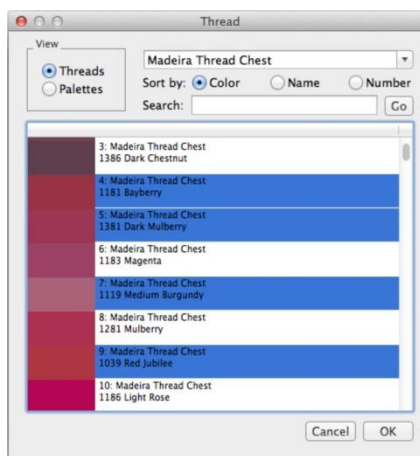 Thread
View
Threads
Palettes
Madeira Thread Chest
Sort by: Color Name Number
Search: Go
3: Madeira Thread Chest
1386 Dark Chestnut
4: Madeira Thread Chest
1181 Bayberry
5: Madeira Thread Chest
1381 Dark Mulberry
6: Madeira Thread Chest
1183 Magenta
7: Madeira Thread Chest
1119 Medium Burgundy
8: Madeira Thread Chest
1281 Mulberry
9: Madeira Thread Chest
1039 Red Jubilee
10: Madeira Thread Chest
1186 Light Rose
Cancel OK